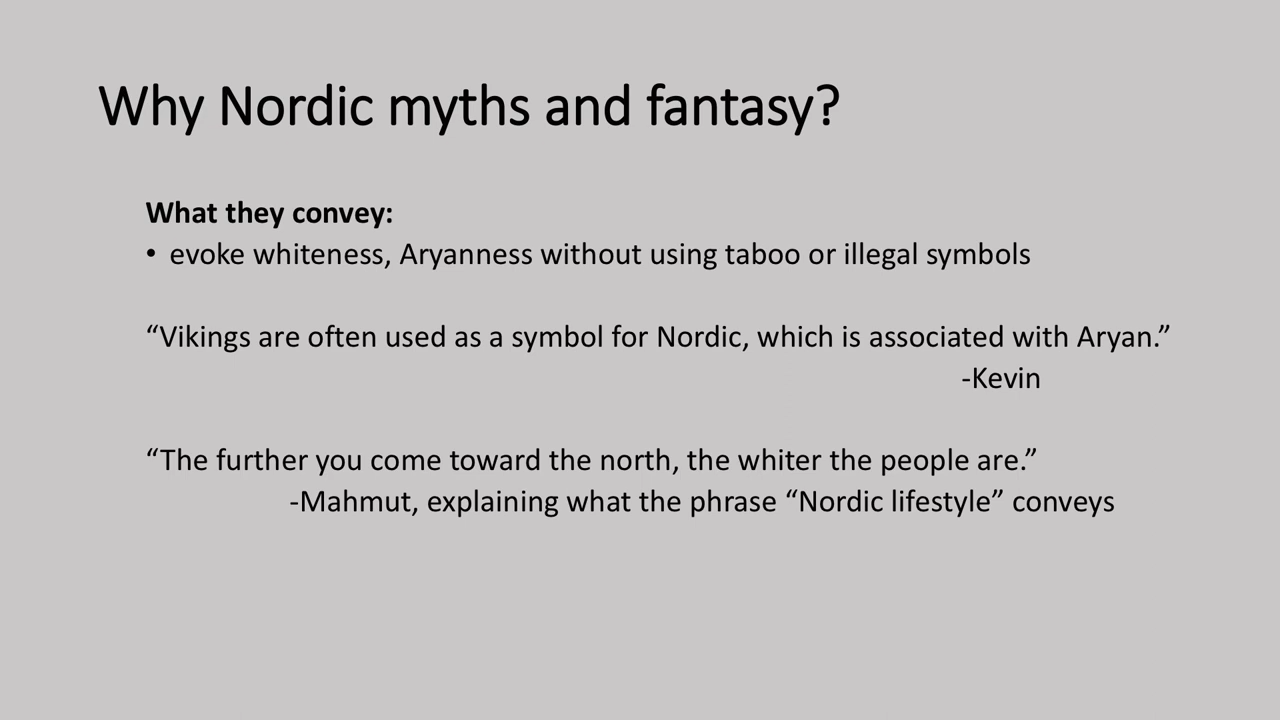 Why Nordic myths and fantasy?
What they convey:
• evoke whiteness, Aryanness without using taboo or illegal symbols
“Vikings are often used as a symbol for Nordic, which is associated with Aryan.”
-Kevin
“The further you come toward the north, the whiter the people are.”
-Mahmut, explaining what the phrase “Nordic lifestyle” conveys